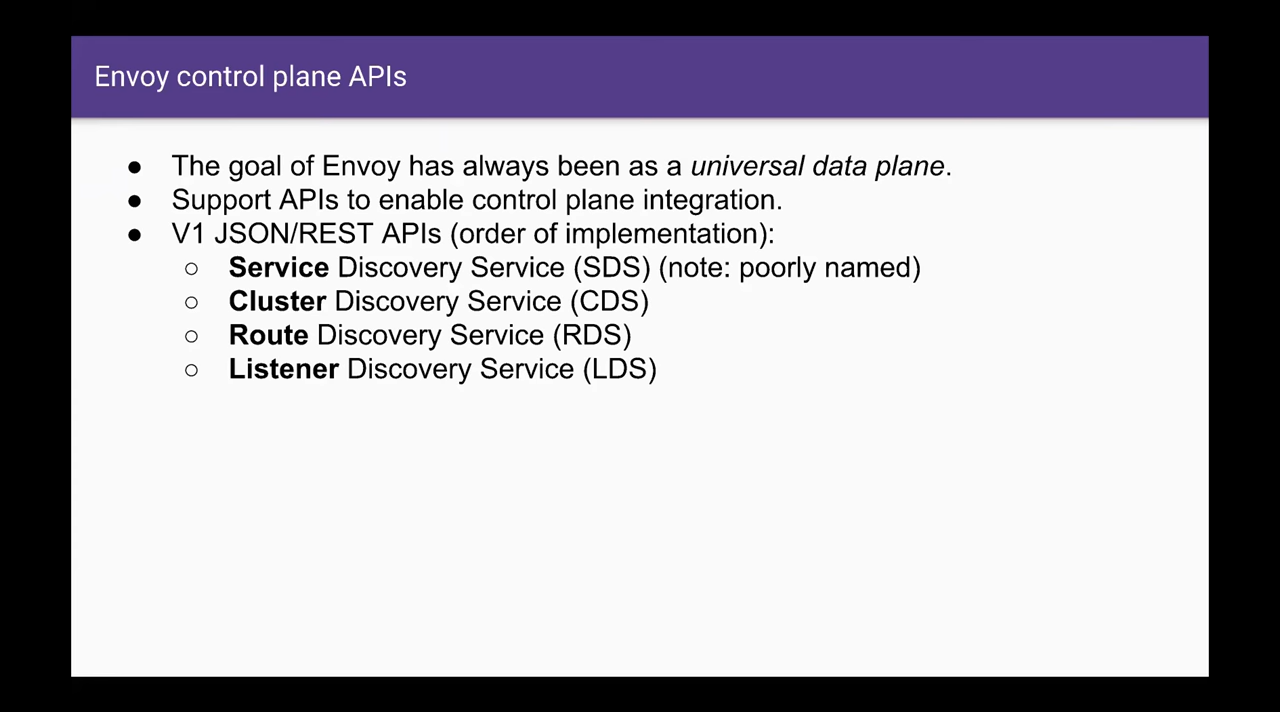 Envoy control plane APIs
● The goal of Envoy has always been as a universal data plane.
● Support APIs to enable control plane integration.
● V1 JSON/REST APIs (order of implementation):
○ Service Discovery Service (SDS) (note: poorly named)
○ Cluster Discovery Service (CDS)
○ Route Discovery Service (RDS)
○ Listener Discovery Service (LDS)